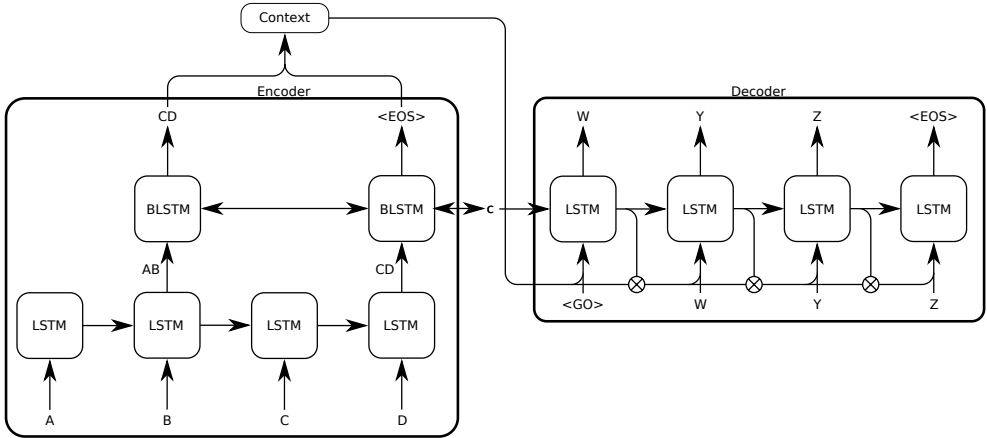 Context
Encoder
Decoder
CD <EOS>
W Y Z <EOS>
BLSTM BLSTM c LSTM LSTM LSTM LSTM
AB CD
<GO> W Y Z
LSTM LSTM LSTM LSTM
A B C D